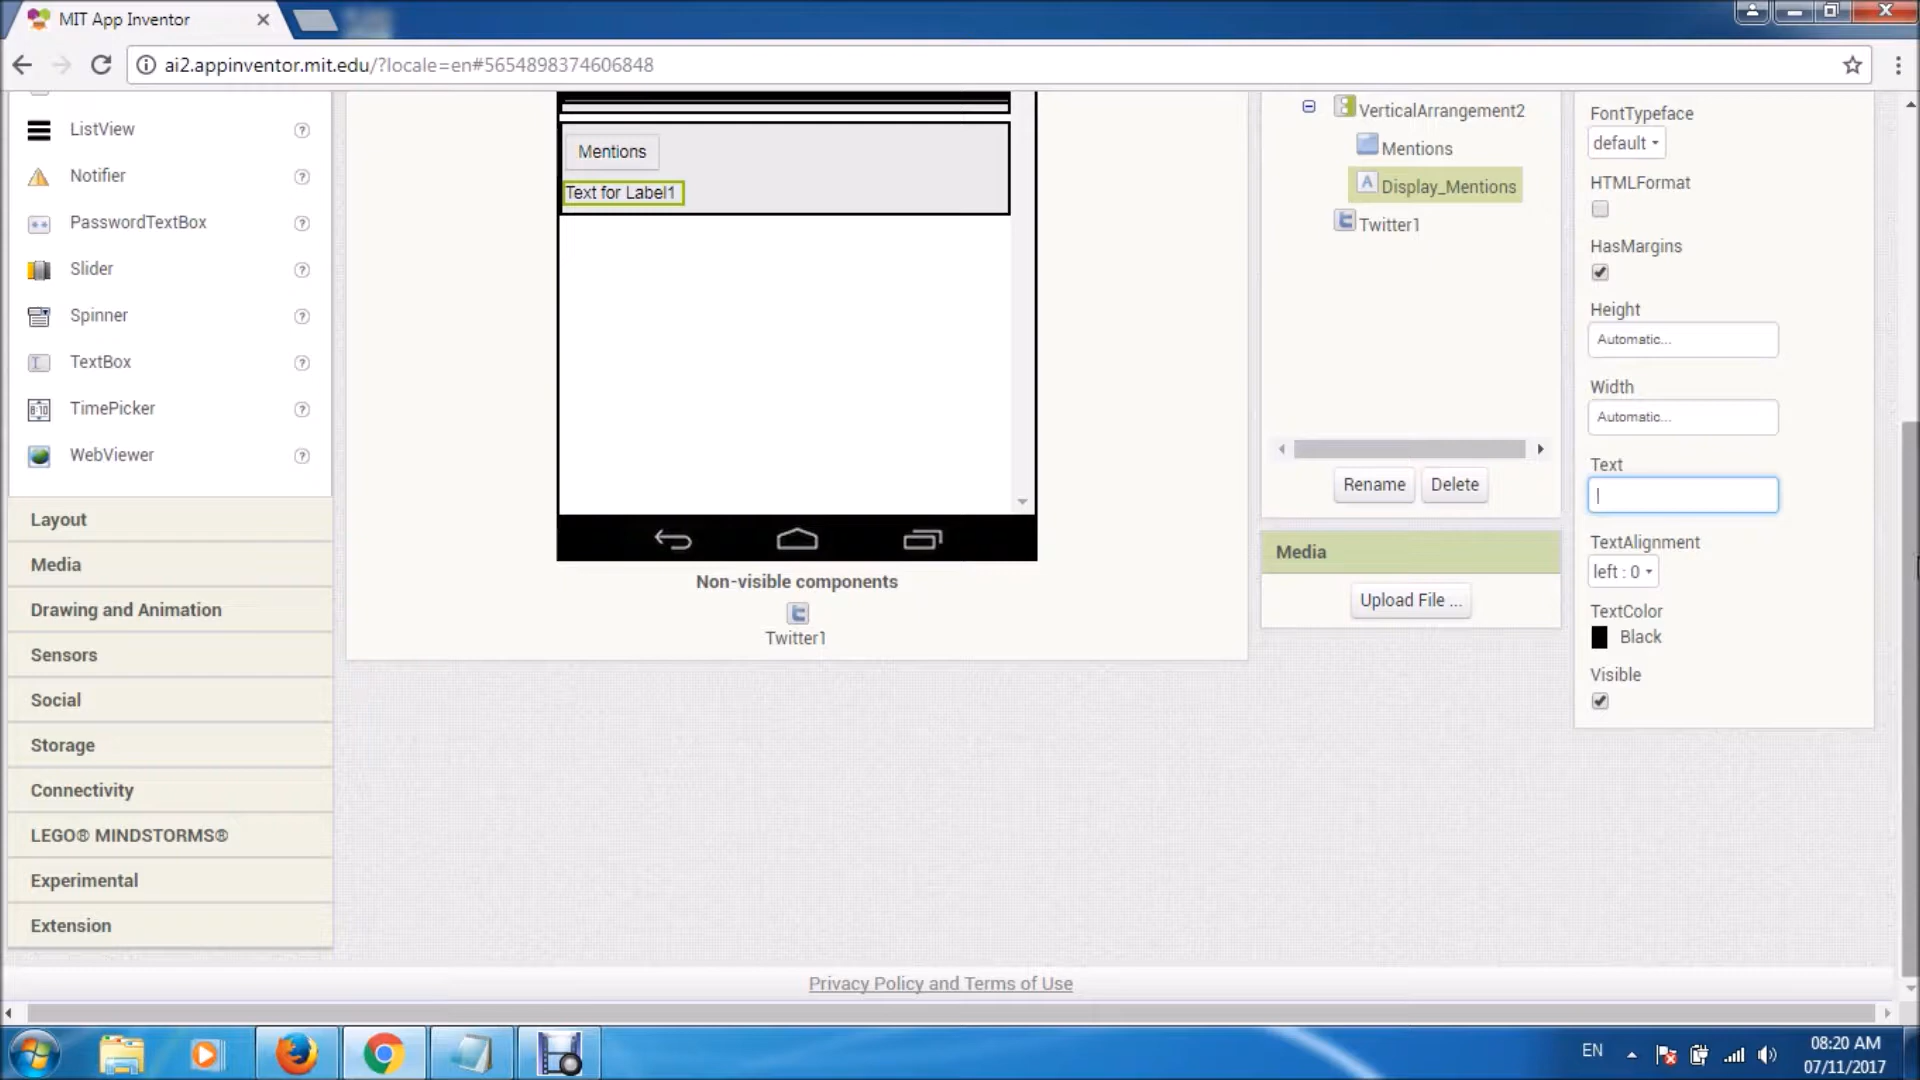 MIT App Inventor
ai2.appinventor.mit.edu/?locale=en#5654898374606848
ListView
Notifier
PasswordTextBox
Slider
Spinner
TextBox
TimePicker
WebViewer
Layout
Media
Drawing and Animation
Sensors
Social
Storage
Connectivity
LEGO® MINDSTORMS®
Experimental
Extension
Mentions
Text for Label1
Non-visible components
Twitter1
VerticalArrangement2
Mentions
Display_Mentions
Twitter1
Rename Delete
Media
Upload File ...
FontTypeface
default
HTMLFormat
HasMargins
Height
Automatic...
Width
Automatic...
Text
TextAlignment
left : 0
TextColor
Black
Visible
Privacy Policy and Terms of Use
EN
08:20 AM
07/11/2017